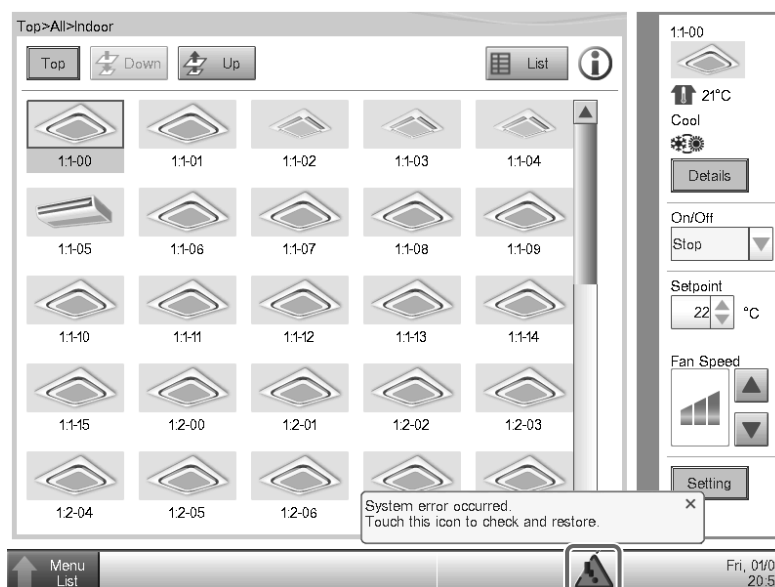 Top>All>Indoor
Top Down Up List
1:1-00 1:1-01 1:1-02 1:1-03 1:1-04
1:1-05 1:1-06 1:1-07 1:1-08 1:1-09
1:1-10 1:1-11 1:1-12 1:1-13 1:1-14
1:1-15 1:2-00 1:2-01 1:2-02 1:2-03
1:2-04 1:2-05 1:2-06
System error occurred.
Touch this icon to check and restore.
1:1-00
21°C
Cool
Details
On/Off
Stop
Setpoint
22 °C
Fan Speed
Setting
Menu
List
Fri, 01/0
20:5